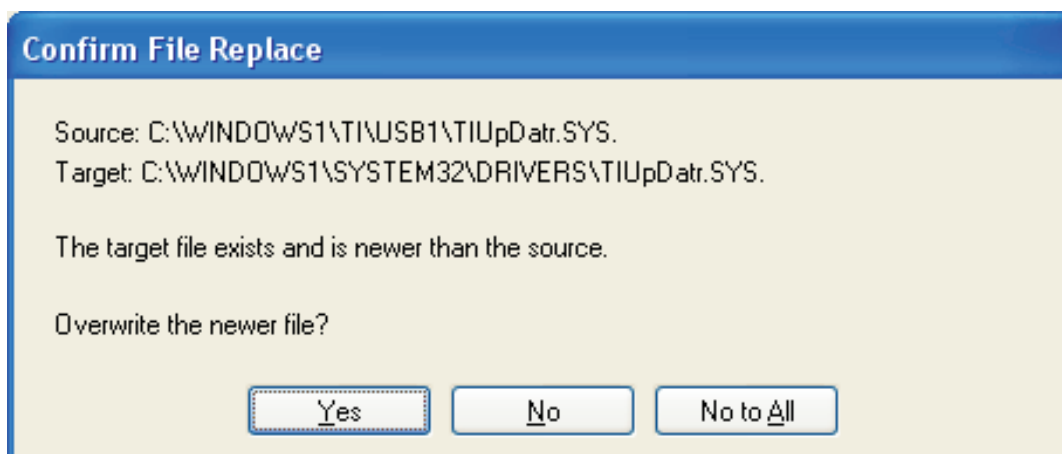 Confirm File Replace
Source: C:\WINDOWS1\TI\USB1\TIUpDatr.SYS.
Target: C:\WINDOWS1\SYSTEM32\DRIVERS\TIUpDatr.SYS.
The target file exists and is newer than the source.
Overwrite the newer file?
Yes No No to All